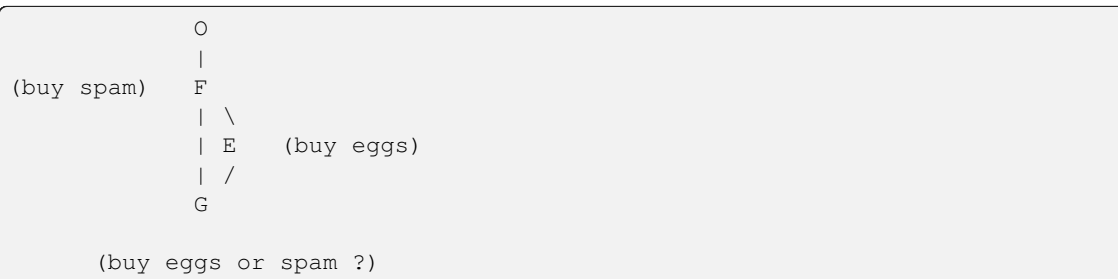 O
|
(buy spam) F
| \
| E (buy eggs)
| /
G
(buy eggs or spam ?)